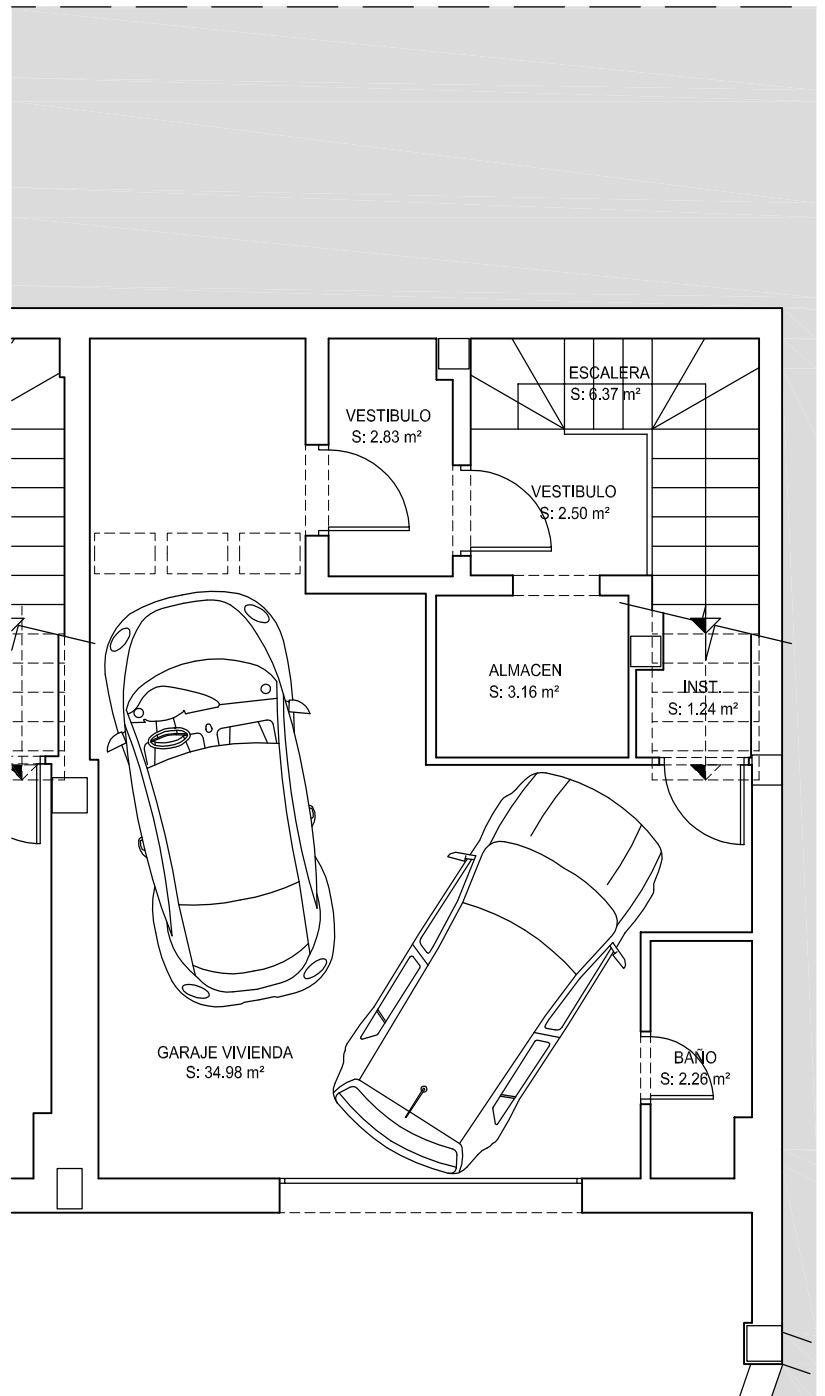 ESCALERA
S: 6.37 m²
VESTIBULO
S: 2.83 m²
VESTIBULO
S: 2.50 m²
ALMACEN
S: 3.16 m²
INST.
S: 1.24 m²
GARAJE VIVIENDA
S: 34.98 m²
BAÑO
S: 2.26 m²